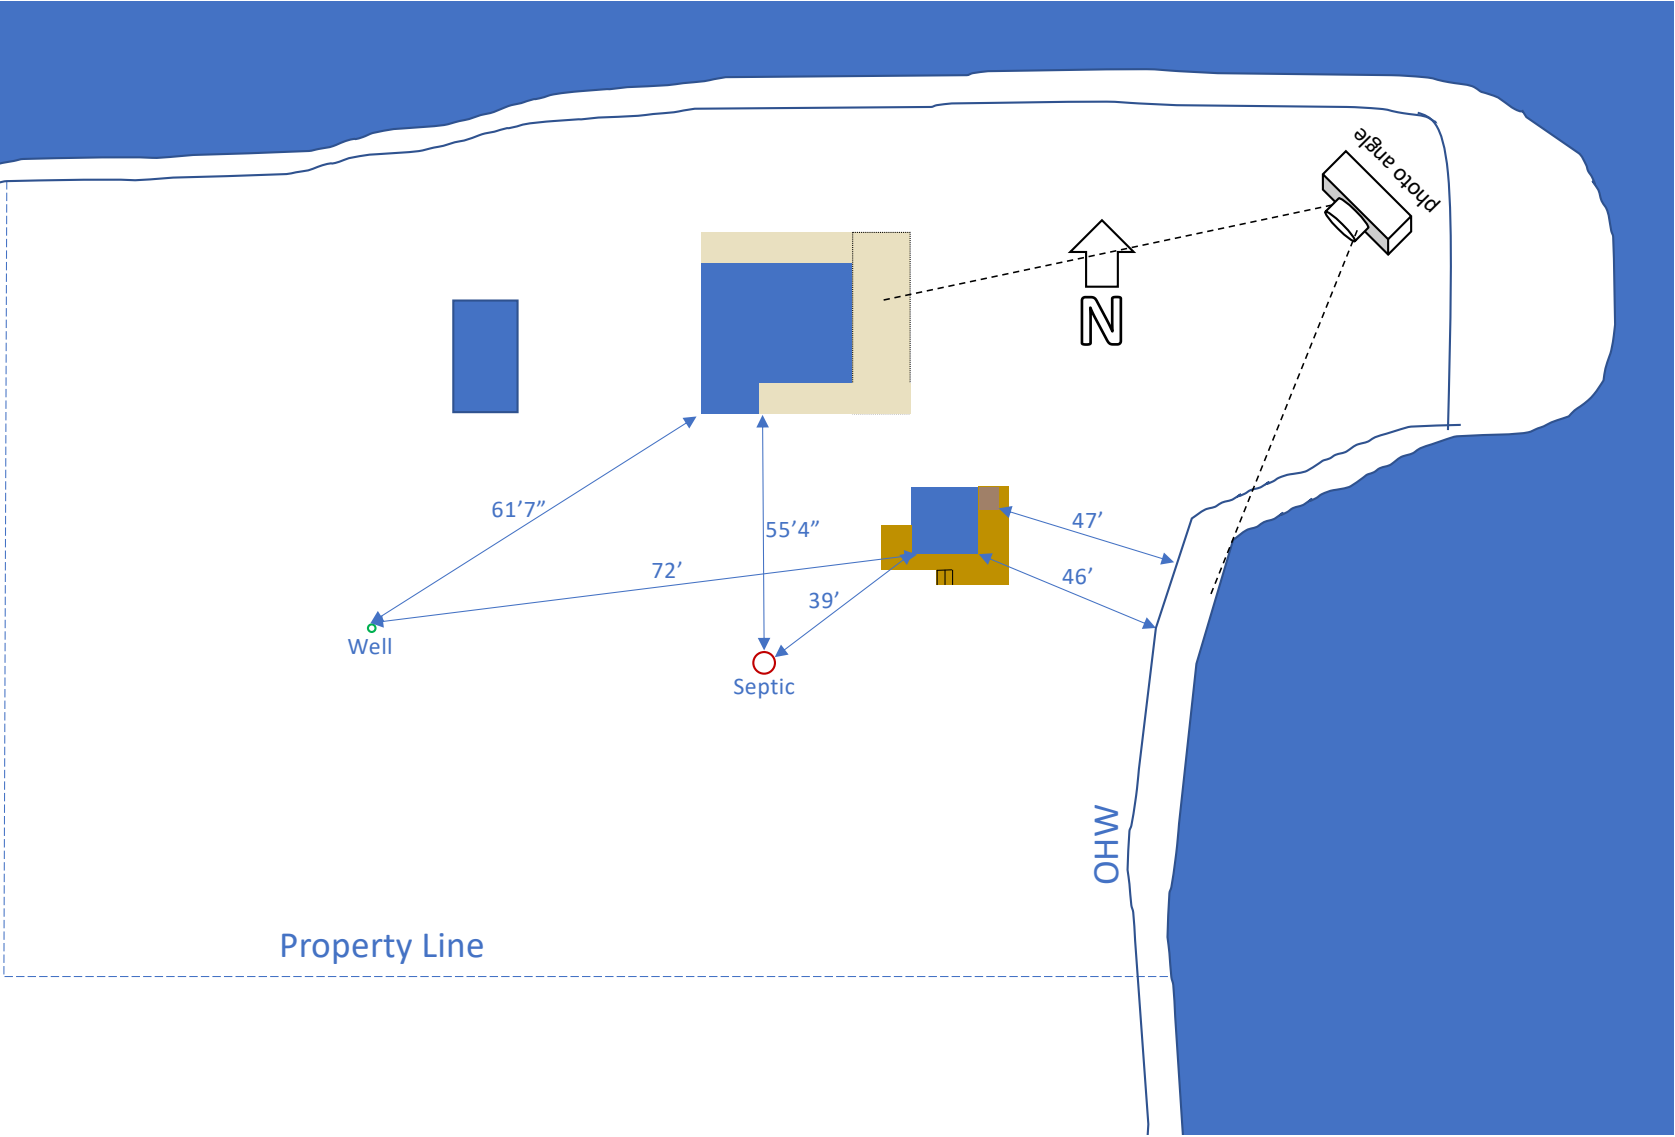 photo angle
N
61’7”
55’4”
47’
72’
46’
39’
Well
Septic
OHW
Property Line